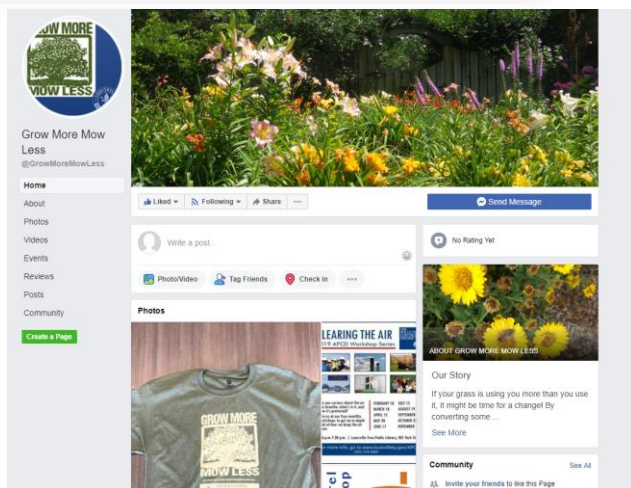 GROW MORE
MOW LESS
Grow More Mow
Less
@GrowMoreMowLess
Home
About
Photos
Videos
Events
Reviews
Posts
Community
Create a Page
Liked
Following
Share
Send Message
Write a post...
Photo/Video
Tag Friends
Check in
No Rating Yet
Photos
GROW MORE
MOW LESS
LEARING THE AIR
19 APCD Workshop Series
ABOUT GROW MORE MOW LESS
Our Story
If your grass is using you more than you use
it, it might be time for a change! By
converting some ...
See More
Community
See All
Invite your friends to like this Page